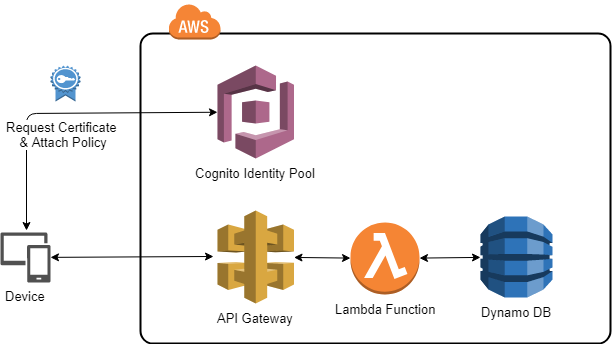 AWS
Request Certificate
& Attach Policy
Cognito Identity Pool
Device
API Gateway
Lambda Function
Dynamo DB